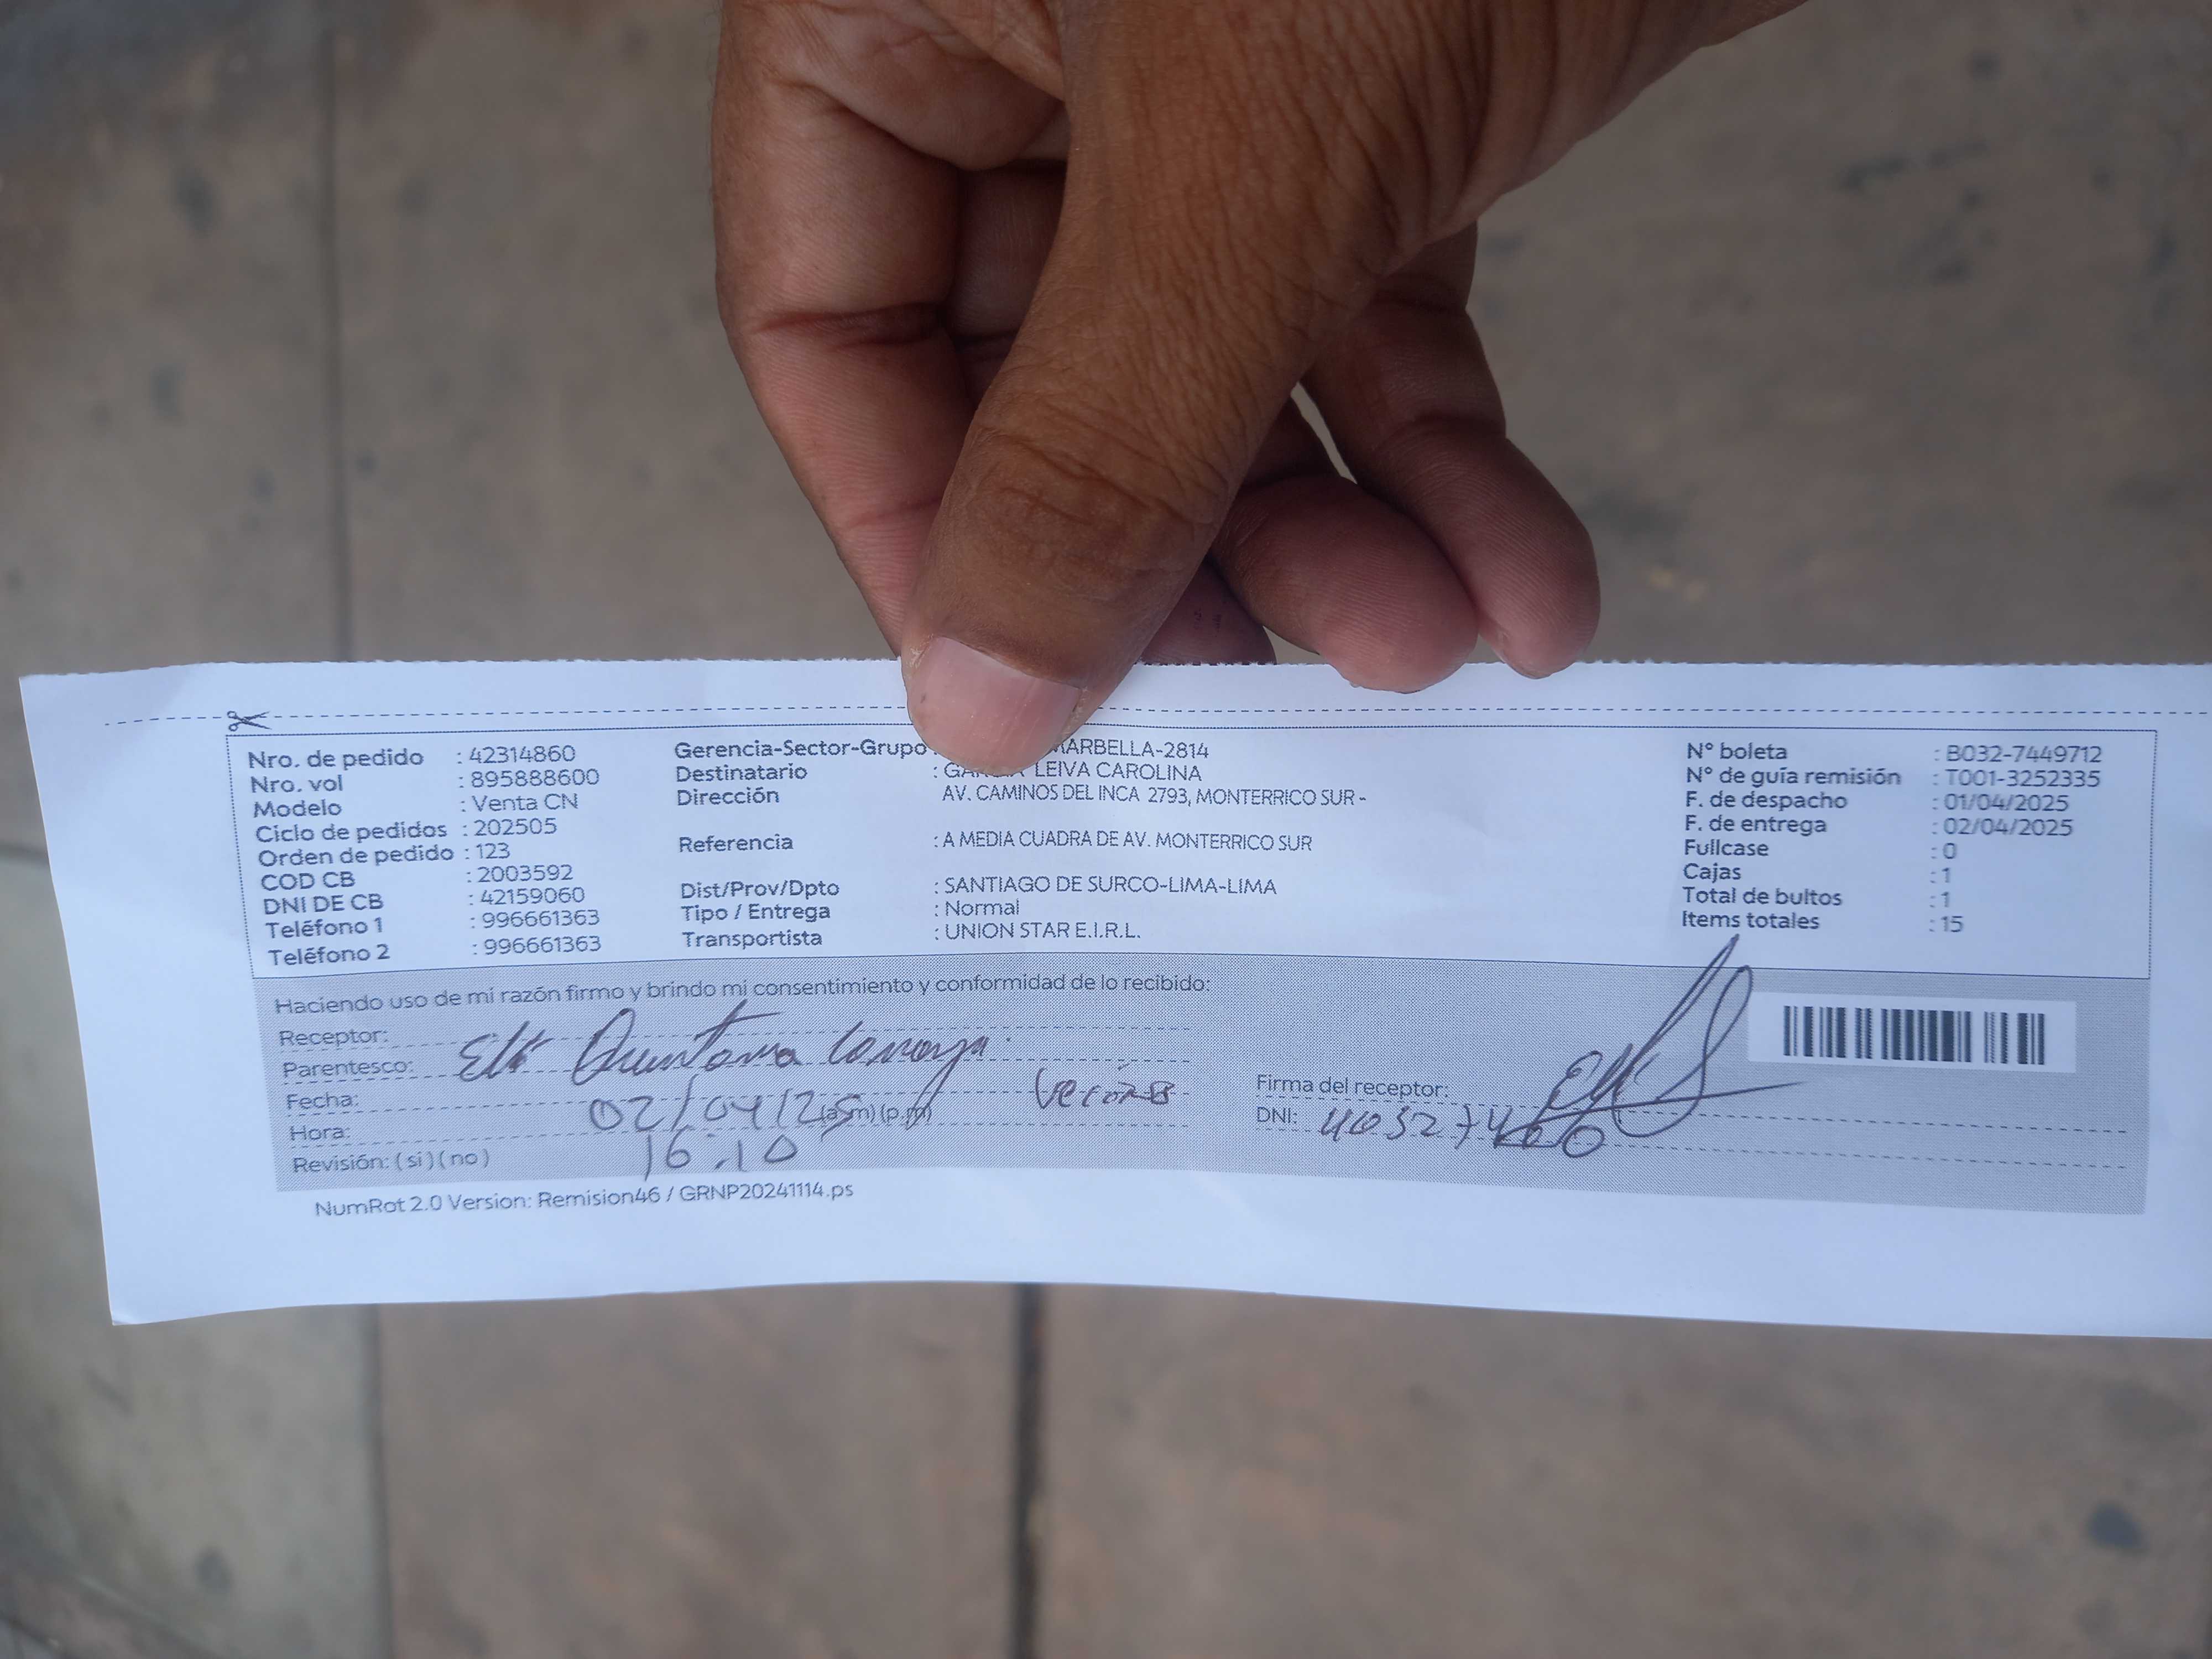 Nro. de pedido : 42314860
Nro. vol : 895888600
Modelo : Venta CN
Ciclo de pedidos : 202505
Orden de pedido : 123
COD CB : 2003592
DNI DE CB : 42159060
Teléfono 1 : 996661363
Teléfono 2 : 996661363
Gerencia-Sector-Grupo MARBELLA-2814
Destinatario : GARCIA LEIVA CAROLINA
Dirección AV. CAMINOS DEL INCA 2793, MONTERRICO SUR -
Referencia : A MEDIA CUADRA DE AV. MONTERRICO SUR
Dist/Prov/Dpto : SANTIAGO DE SURCO-LIMA-LIMA
Tipo / Entrega : Normal
Transportista : UNION STAR E.I.R.L.
N° boleta : B032-7449712
N° de guía remisión : T001-3252335
F. de despacho : 01/04/2025
F. de entrega : 02/04/2025
Fullcase : 0
Cajas : 1
Total de bultos : 1
Items totales : 15
Haciendo uso de mi razón firmo y brindo mi consentimiento y conformidad de lo recibido:
Receptor:
Parentesco: Quintana
Fecha: 02/04/25 (a.m) (p.m)
Hora: 16:10
Revisión: ( si ) ( no )
Firma del receptor:
DNI:
NumRot 2.0 Version: Remision46 / GRNP20241114.ps